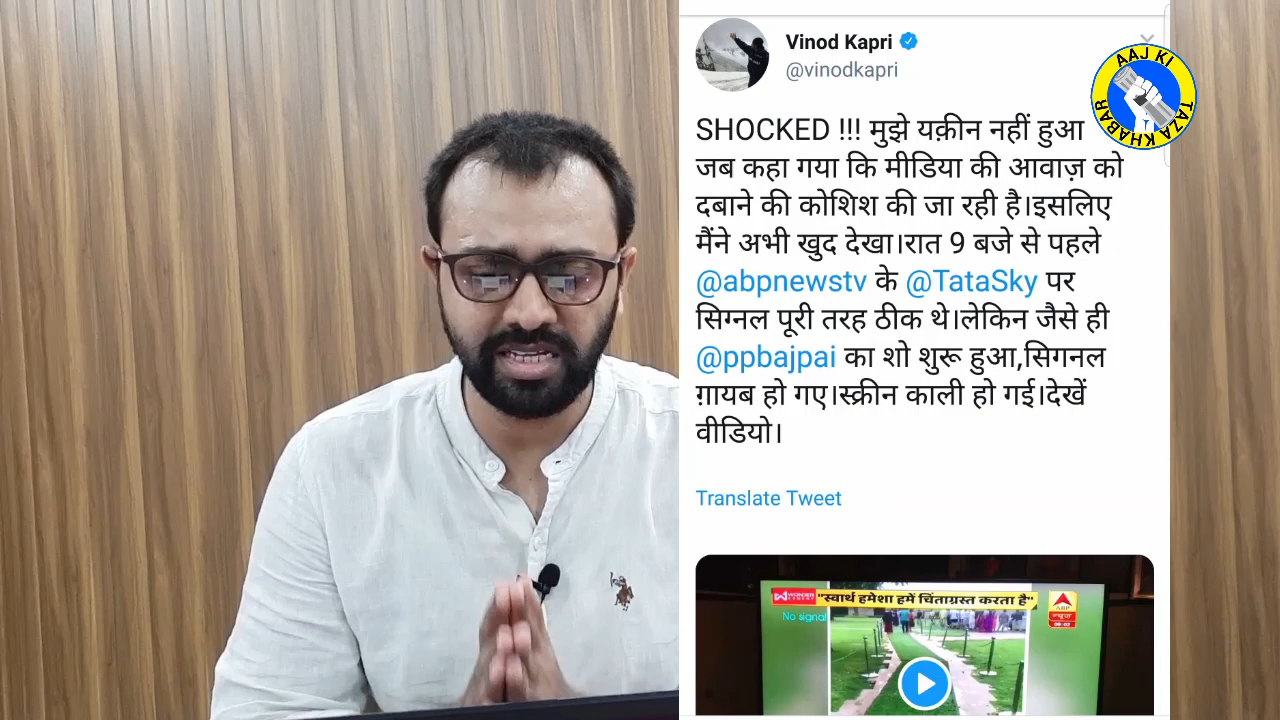 Vinod Kapri
@vinodkapri
AAJ KI
TAZA KHABAR
SHOCKED !!! मुझे यक़ीन नहीं हुआ
जब कहा गया कि मीडिया की आवाज़ को
दबाने की कोशिश की जा रही है।इसलिए
मैंने अभी खुद देखा।रात 9 बजे से पहले
@abpnewstv के @TataSky पर
सिग्नल पूरी तरह ठीक थे।लेकिन जैसे ही
@ppbajpai का शो शुरू हुआ,सिगनल
ग़ायब हो गए।स्क्रीन काली हो गई।देखें
वीडियो।
Translate Tweet
"स्वार्थ हमेशा हमें चिंताग्रस्त करता है"
No signal
ABP
न्यूज़